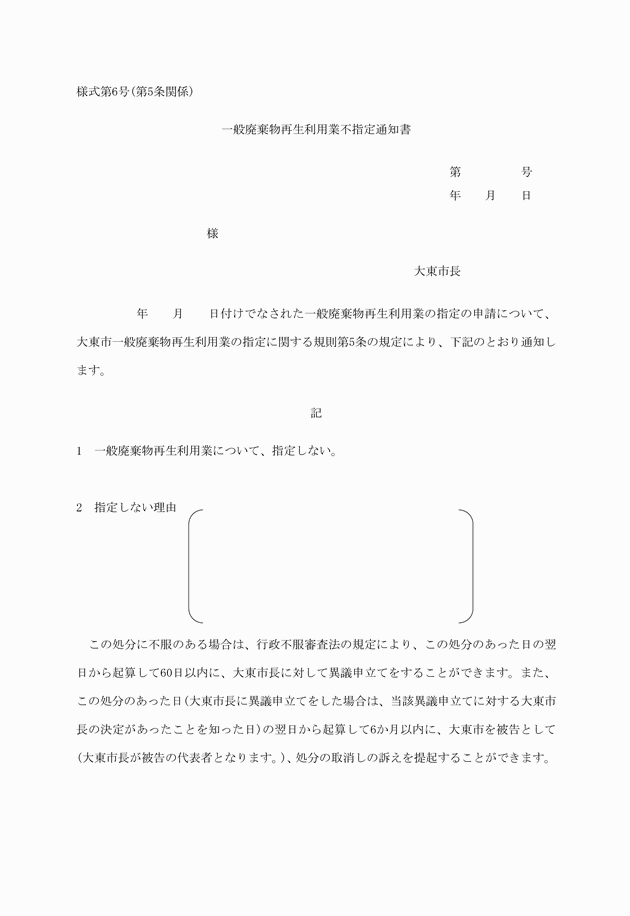 様式第6号(第5条関係)
一般廃棄物再生利用業不指定通知書
第　　　　　号
年　　月　　日
様
大東市長
年　　月　　日付けでなされた一般廃棄物再生利用業の指定の申請について、
大東市一般廃棄物再生利用業の指定に関する規則第5条の規定により、下記のとおり通知し
ます。
記
1　一般廃棄物再生利用業について、指定しない。
2　指定しない理由
この処分に不服のある場合は、行政不服審査法の規定により、この処分のあった日の翌
日から起算して60日以内に、大東市長に対して異議申立てをすることができます。また、
この処分のあった日(大東市長に異議申立てをした場合は、当該異議申立てに対する大東市
長の決定があったことを知った日)の翌日から起算して6か月以内に、大東市を被告として
(大東市長が被告の代表者となります。)、処分の取消しの訴えを提起することができます。